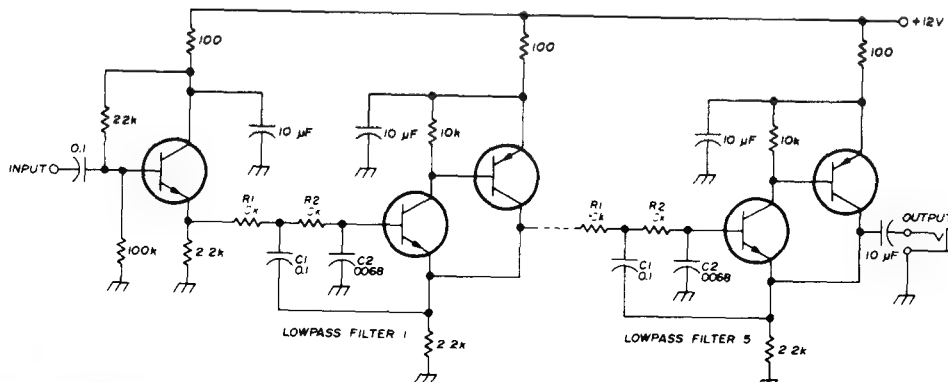 +12V
100
100
100
22k
10 µF
10 µF
10k
10 µF
10k
0.1
INPUT
R1
R2
R1
R2
OUTPUT
100k
2.2k
C1
0.1
C2
0068
C1
0.1
C2
0068
10 µF
LOWPASS FILTER 1
2 2k
LOWPASS FILTER 5
2 2k